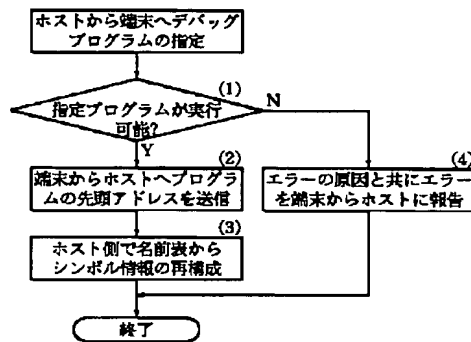 ホストから端末へデバッグ
プログラムの指定
(1)
指定プログラムが実行
可能?
N
Y
(2)
端末からホストへプログラ
ムの先頭アドレスを送信
(4)
エラーの原因と共にエラー
を端末からホストに報告
(3)
ホスト側で名前表から
シンボル情報の再構成
終了